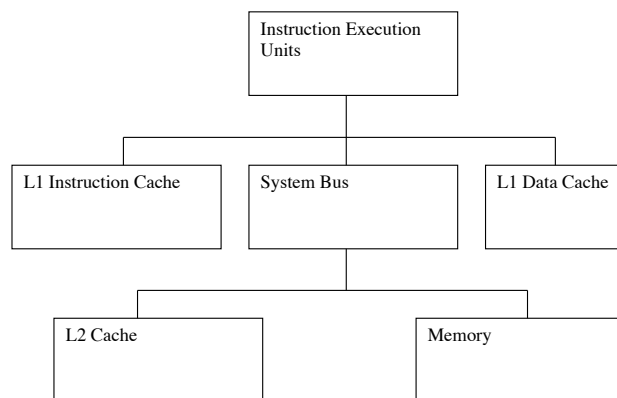 Instruction Execution
Units
L1 Instruction Cache
System Bus
L1 Data Cache
L2 Cache
Memory